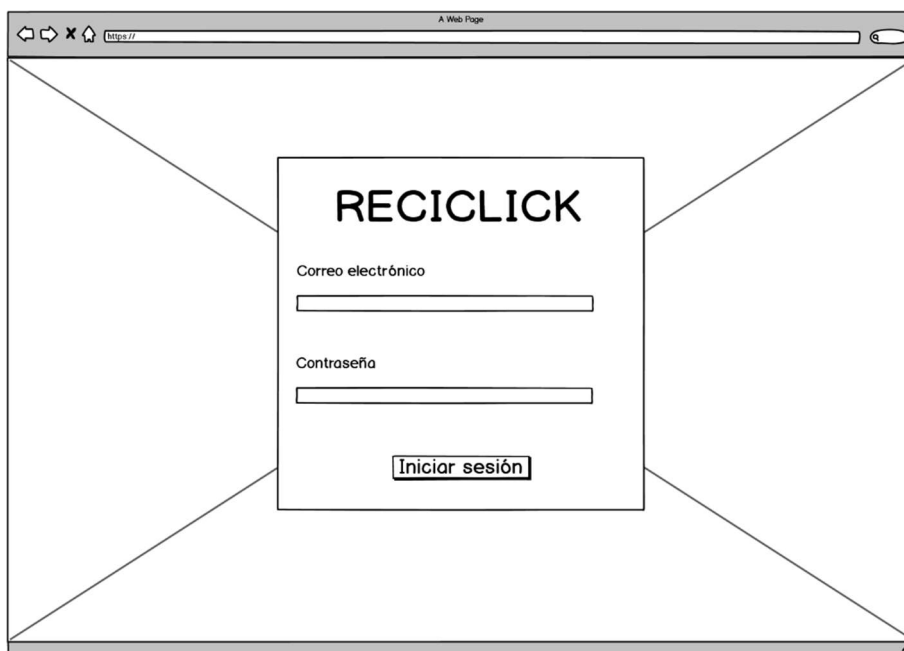 A Web Page
https://
RECICLICK
Correo electrónico
Contraseña
Iniciar sesión